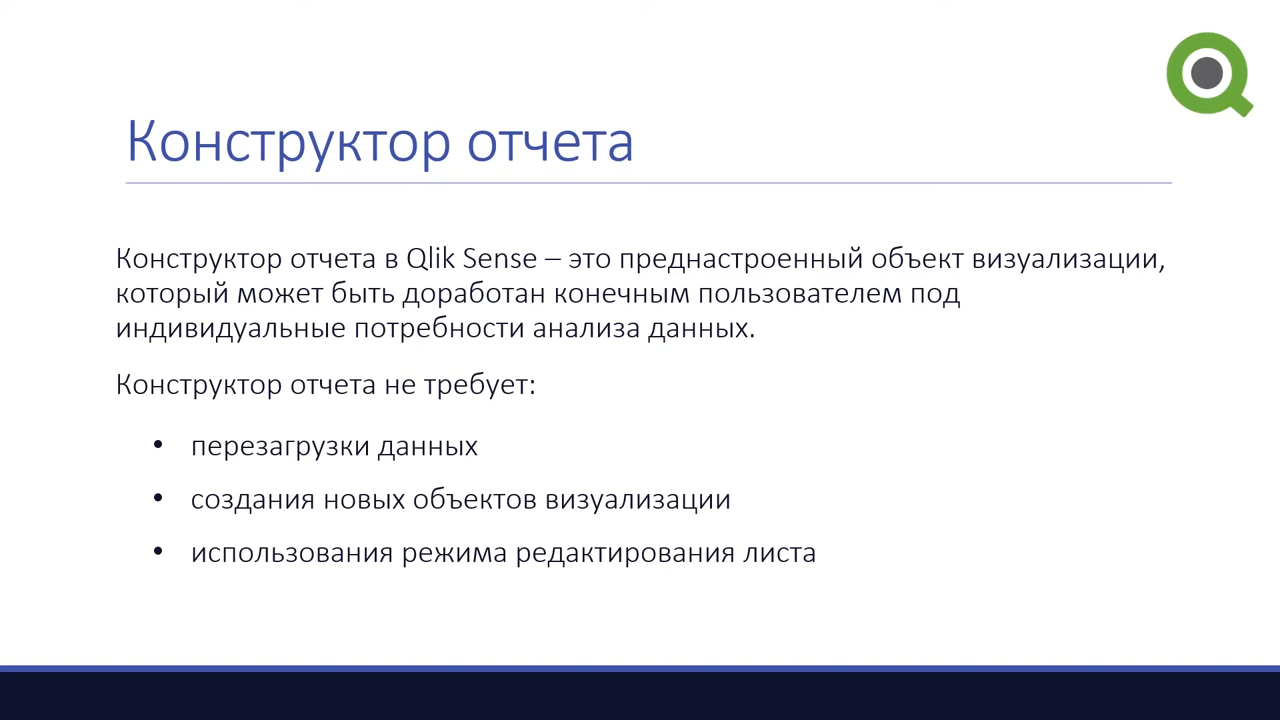 Конструктор отчета
Конструктор отчета в Qlik Sense – это преднастроенный объект визуализации,
который может быть доработан конечным пользователем под
индивидуальные потребности анализа данных.
Конструктор отчета не требует:
• перезагрузки данных
• создания новых объектов визуализации
• использования режима редактирования листа